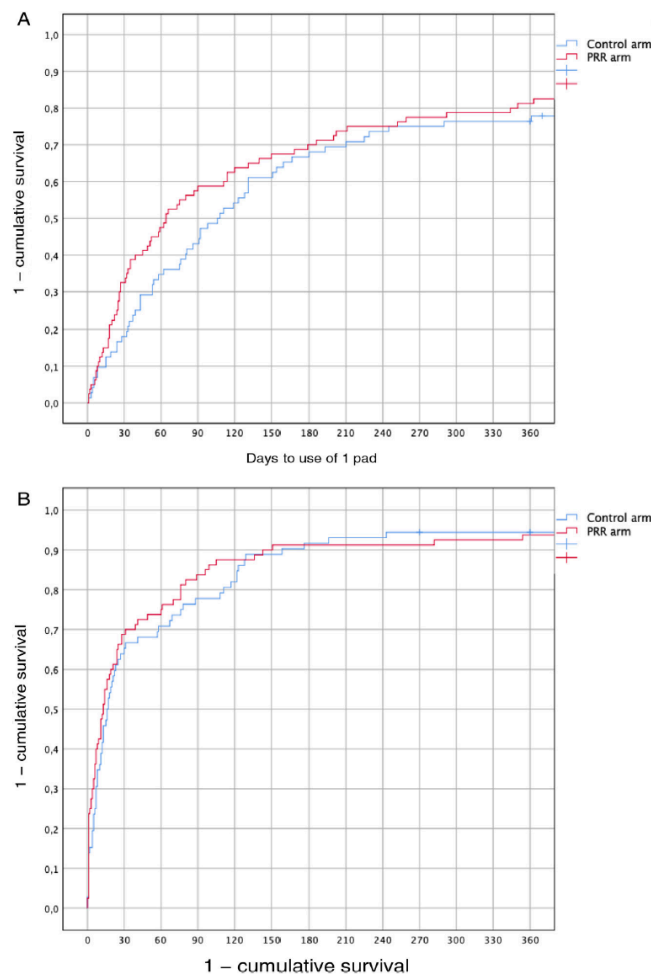 A
1,0
0,9
0,8
0,7
0,6
0,5
0,4
0,3
0,2
0,1
0,0
1 – cumulative survival
0 30 60 90 120 150 180 210 240 270 300 330 360
Days to use of 1 pad
Control arm
PRR arm
B
1,0
0,9
0,8
0,7
0,6
0,5
0,4
0,3
0,2
0,1
0,0
1 – cumulative survival
0 30 60 90 120 150 180 210 240 270 300 330 360
1 – cumulative survival
Control arm
PRR arm